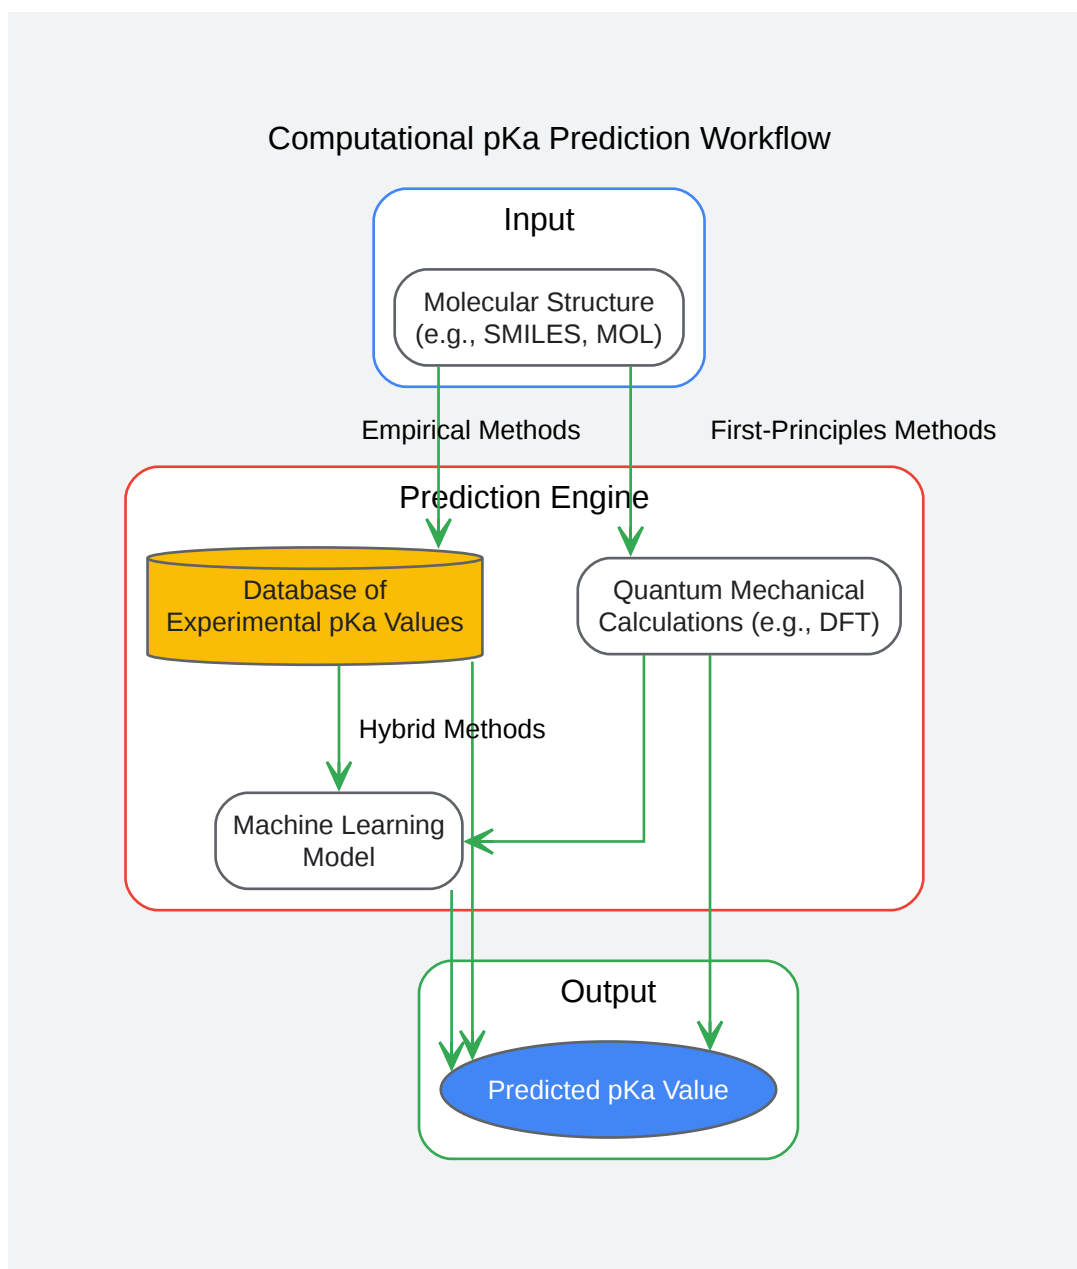 Computational pKa Prediction Workflow
Input
Molecular Structure
(e.g., SMILES, MOL)
Empirical Methods
First-Principles Methods
Prediction Engine
Database of
Experimental pKa Values
Quantum Mechanical
Calculations (e.g., DFT)
Hybrid Methods
Machine Learning
Model
Output
Predicted pKa Value